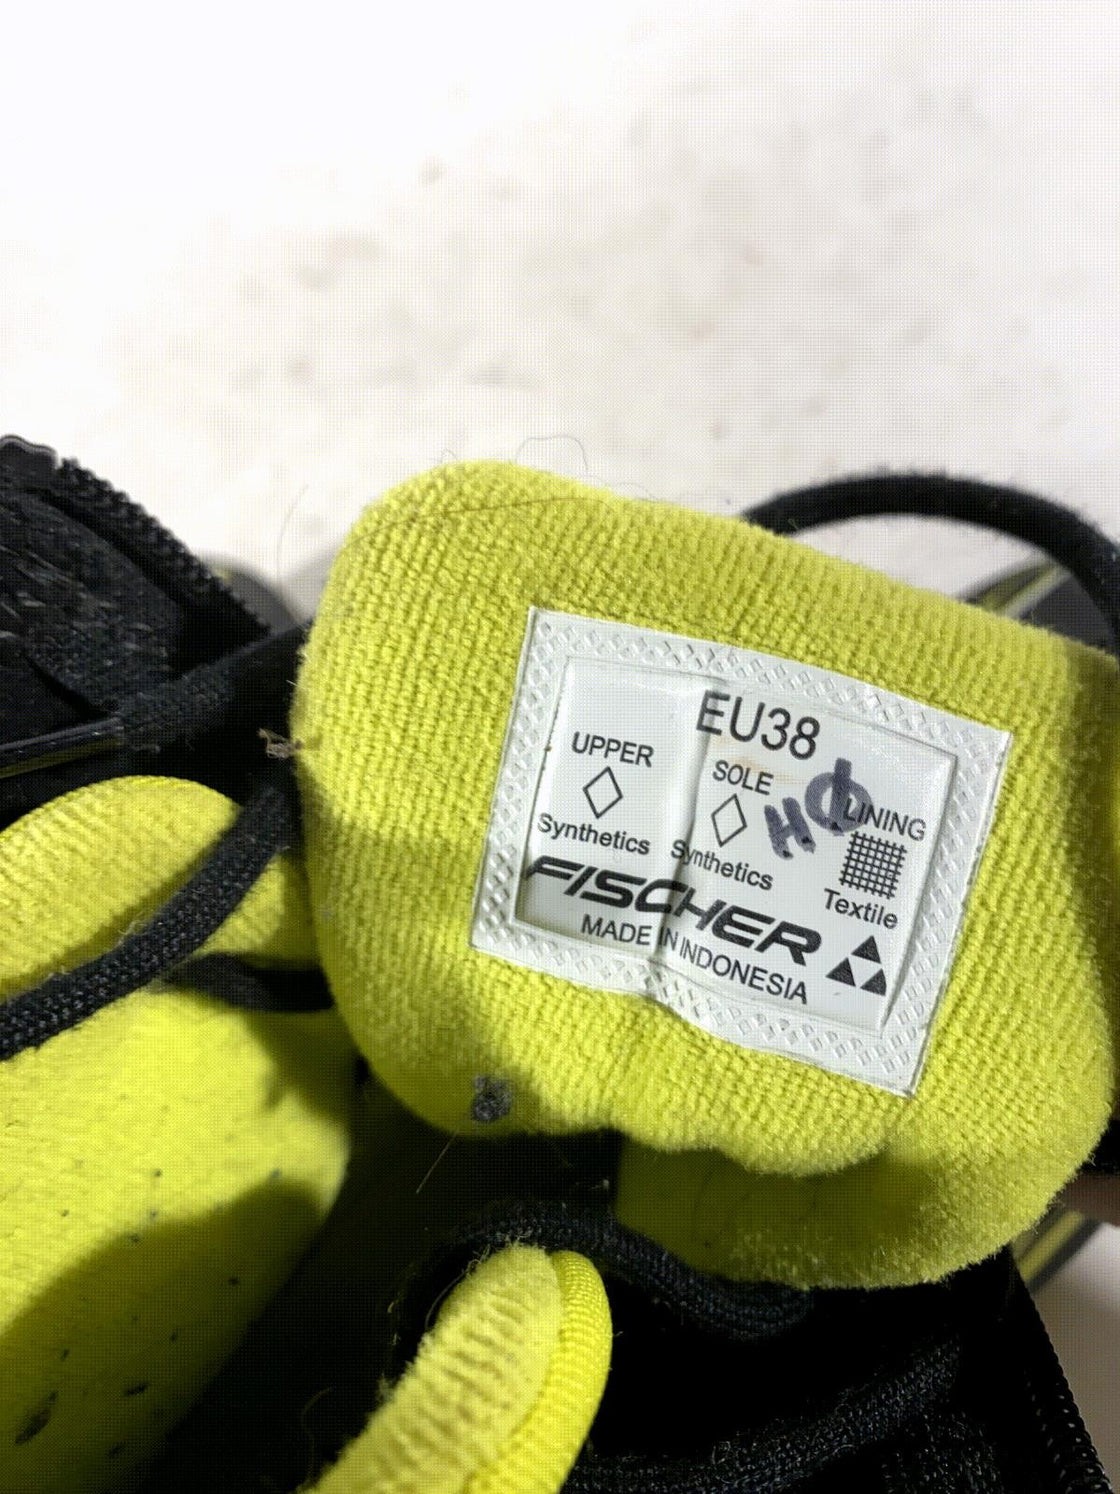 EU38
UPPER
SOLE
LINING
Synthetics
Synthetics
Textile
FISCHER
MADE IN INDONESIA